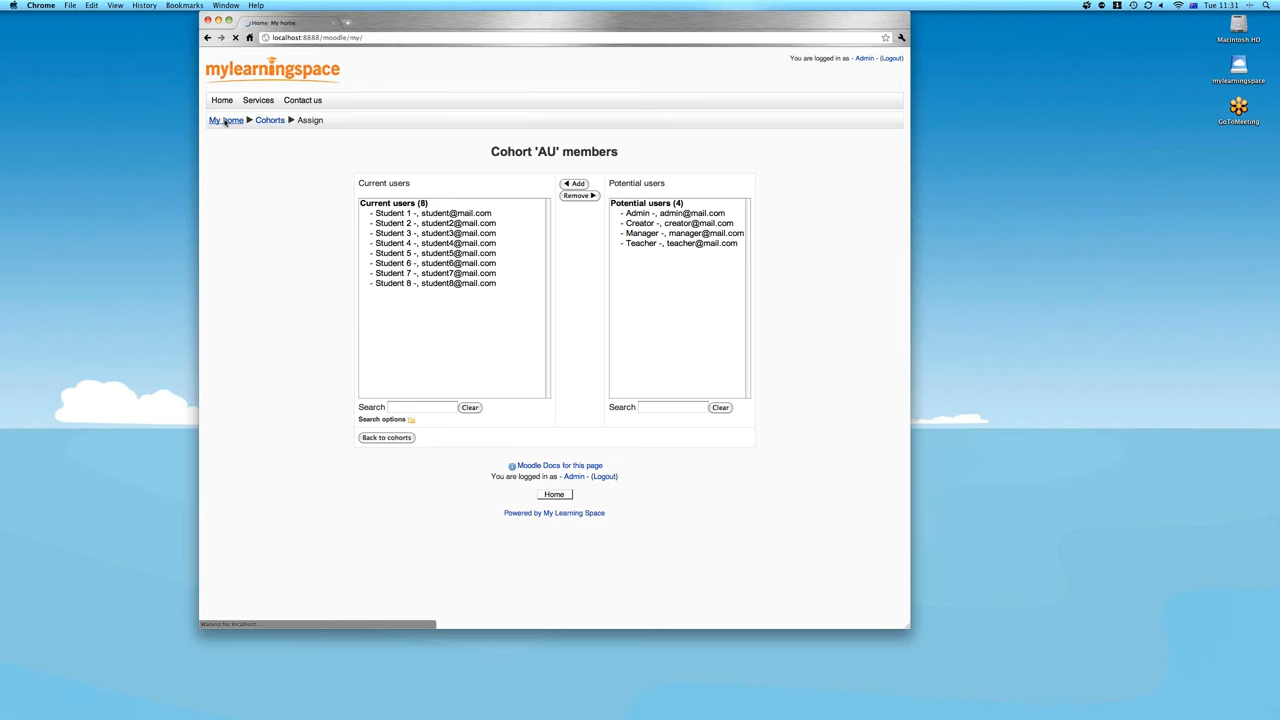 Chrome File Edit View History Bookmarks Window Help
Tue 11:31
Home: My home
localhost:8888/moodle/my/
Macintosh HD
mylearningspace
GoToMeeting
mylearningspace
You are logged in as - Admin - (Logout)
Home Services Contact us
My home ► Cohorts ► Assign
Cohort 'AU' members
Current users
◄ Add
Potential users
Remove ►
Current users (8)
- Student 1 -, student@mail.com
- Student 2 -, student2@mail.com
- Student 3 -, student3@mail.com
- Student 4 -, student4@mail.com
- Student 5 -, student5@mail.com
- Student 6 -, student6@mail.com
- Student 7 -, student7@mail.com
- Student 8 -, student8@mail.com
Potential users (4)
- Admin -, admin@mail.com
- Creator -, creator@mail.com
- Manager -, manager@mail.com
- Teacher -, teacher@mail.com
Search Clear
Search Clear
Search options
Back to cohorts
Moodle Docs for this page
You are logged in as - Admin - (Logout)
Home
Powered by My Learning Space
Waiting for localhost...